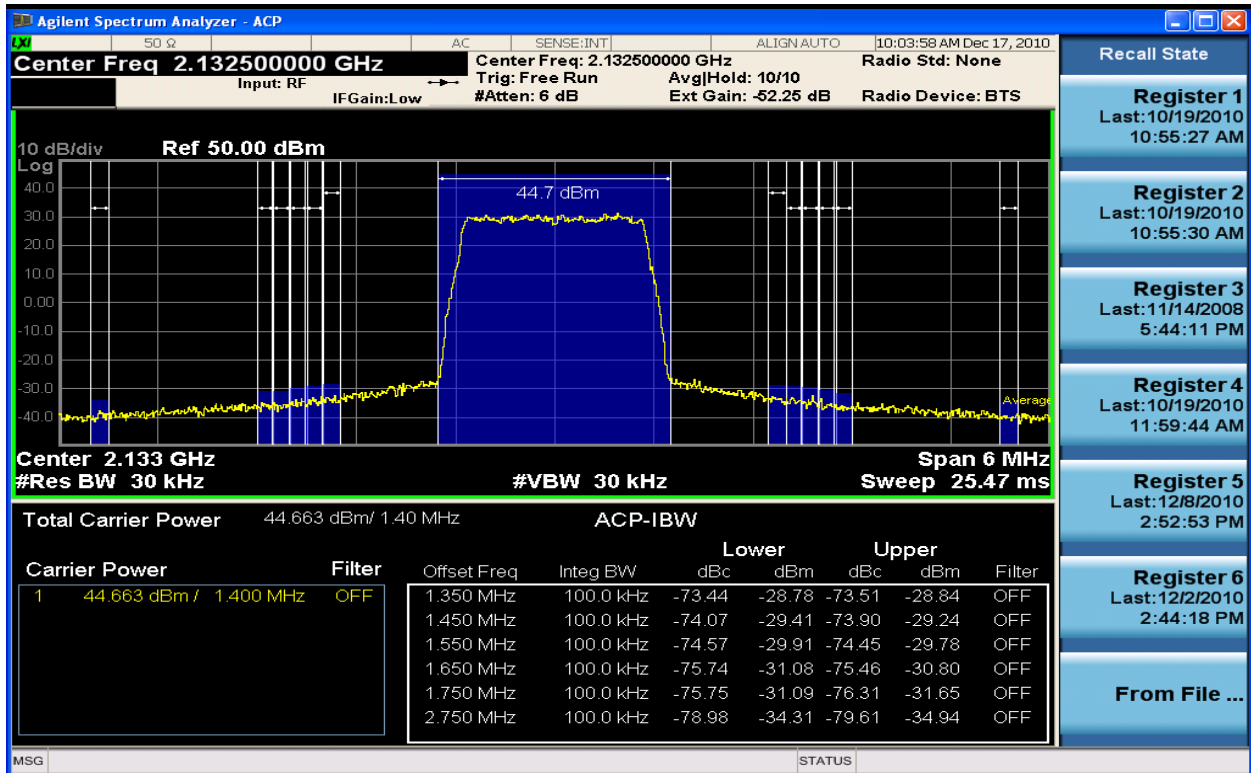 Agilent Spectrum Analyzer - ACP
LXI 50 Ω AC SENSE:INT ALIGN AUTO 10:03:58 AM Dec 17, 2010
Center Freq 2.132500000 GHz
Input: RF
IFGain:Low
Center Freq: 2.132500000 GHz
Trig: Free Run Avg|Hold: 10/10
#Atten: 6 dB Ext Gain: -52.25 dB
Radio Std: None
Radio Device: BTS
10 dB/div Ref 50.00 dBm
Log
40.0
30.0
20.0
10.0
0.00
-10.0
-20.0
-30.0
-40.0
44.7 dBm
Average
Center 2.133 GHz Span 6 MHz
#Res BW 30 kHz #VBW 30 kHz Sweep 25.47 ms
Total Carrier Power 44.663 dBm/ 1.40 MHz ACP-IBW
Carrier Power Filter
1 44.663 dBm / 1.400 MHz OFF
Lower Upper
Offset Freq Integ BW dBc dBm dBc dBm Filter
1.350 MHz 100.0 kHz -73.44 -28.78 -73.51 -28.84 OFF
1.450 MHz 100.0 kHz -74.07 -29.41 -73.90 -29.24 OFF
1.550 MHz 100.0 kHz -74.57 -29.91 -74.45 -29.78 OFF
1.650 MHz 100.0 kHz -75.74 -31.08 -75.46 -30.80 OFF
1.750 MHz 100.0 kHz -75.75 -31.09 -76.31 -31.65 OFF
2.750 MHz 100.0 kHz -78.98 -34.31 -79.61 -34.94 OFF
MSG STATUS
Recall State
Register 1
Last:10/19/2010
10:55:27 AM
Register 2
Last:10/19/2010
10:55:30 AM
Register 3
Last:11/14/2008
5:44:11 PM
Register 4
Last:10/19/2010
11:59:44 AM
Register 5
Last:12/8/2010
2:52:53 PM
Register 6
Last:12/2/2010
2:44:18 PM
From File ...